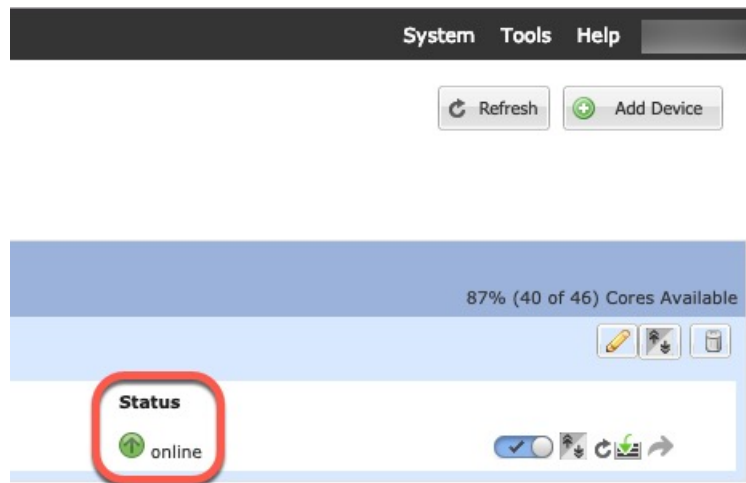 System Tools Help
Refresh Add Device
87% (40 of 46) Cores Available
Status
online